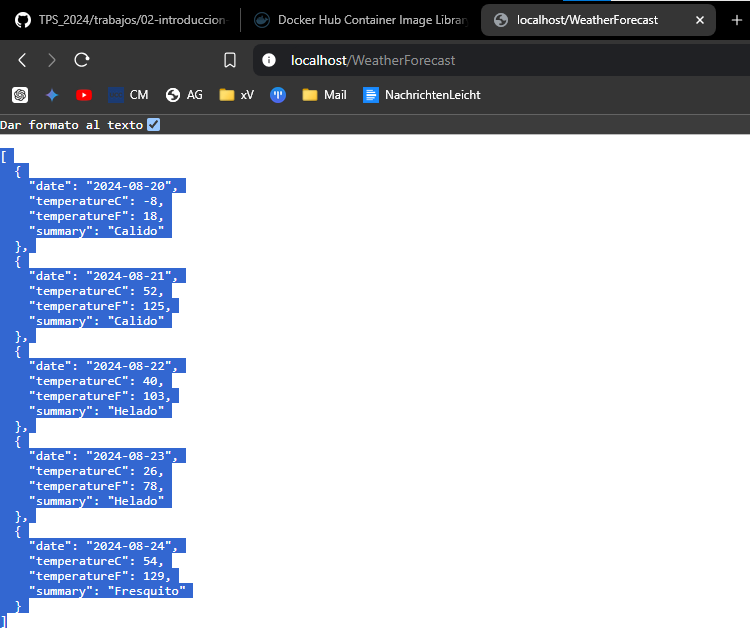 TPS_2024/trabajos/02-introduccion-
Docker Hub Container Image Librar
localhost/WeatherForecast
localhost/WeatherForecast
CM
AG
xV
Mail
NachrichtenLeicht
Dar formato al texto
[
  {
    "date": "2024-08-20",
    "temperatureC": -8,
    "temperatureF": 18,
    "summary": "Calido"
  },
  {
    "date": "2024-08-21",
    "temperatureC": 52,
    "temperatureF": 125,
    "summary": "Calido"
  },
  {
    "date": "2024-08-22",
    "temperatureC": 40,
    "temperatureF": 103,
    "summary": "Helado"
  },
  {
    "date": "2024-08-23",
    "temperatureC": 26,
    "temperatureF": 78,
    "summary": "Helado"
  },
  {
    "date": "2024-08-24",
    "temperatureC": 54,
    "temperatureF": 129,
    "summary": "Fresquito"
  }
]